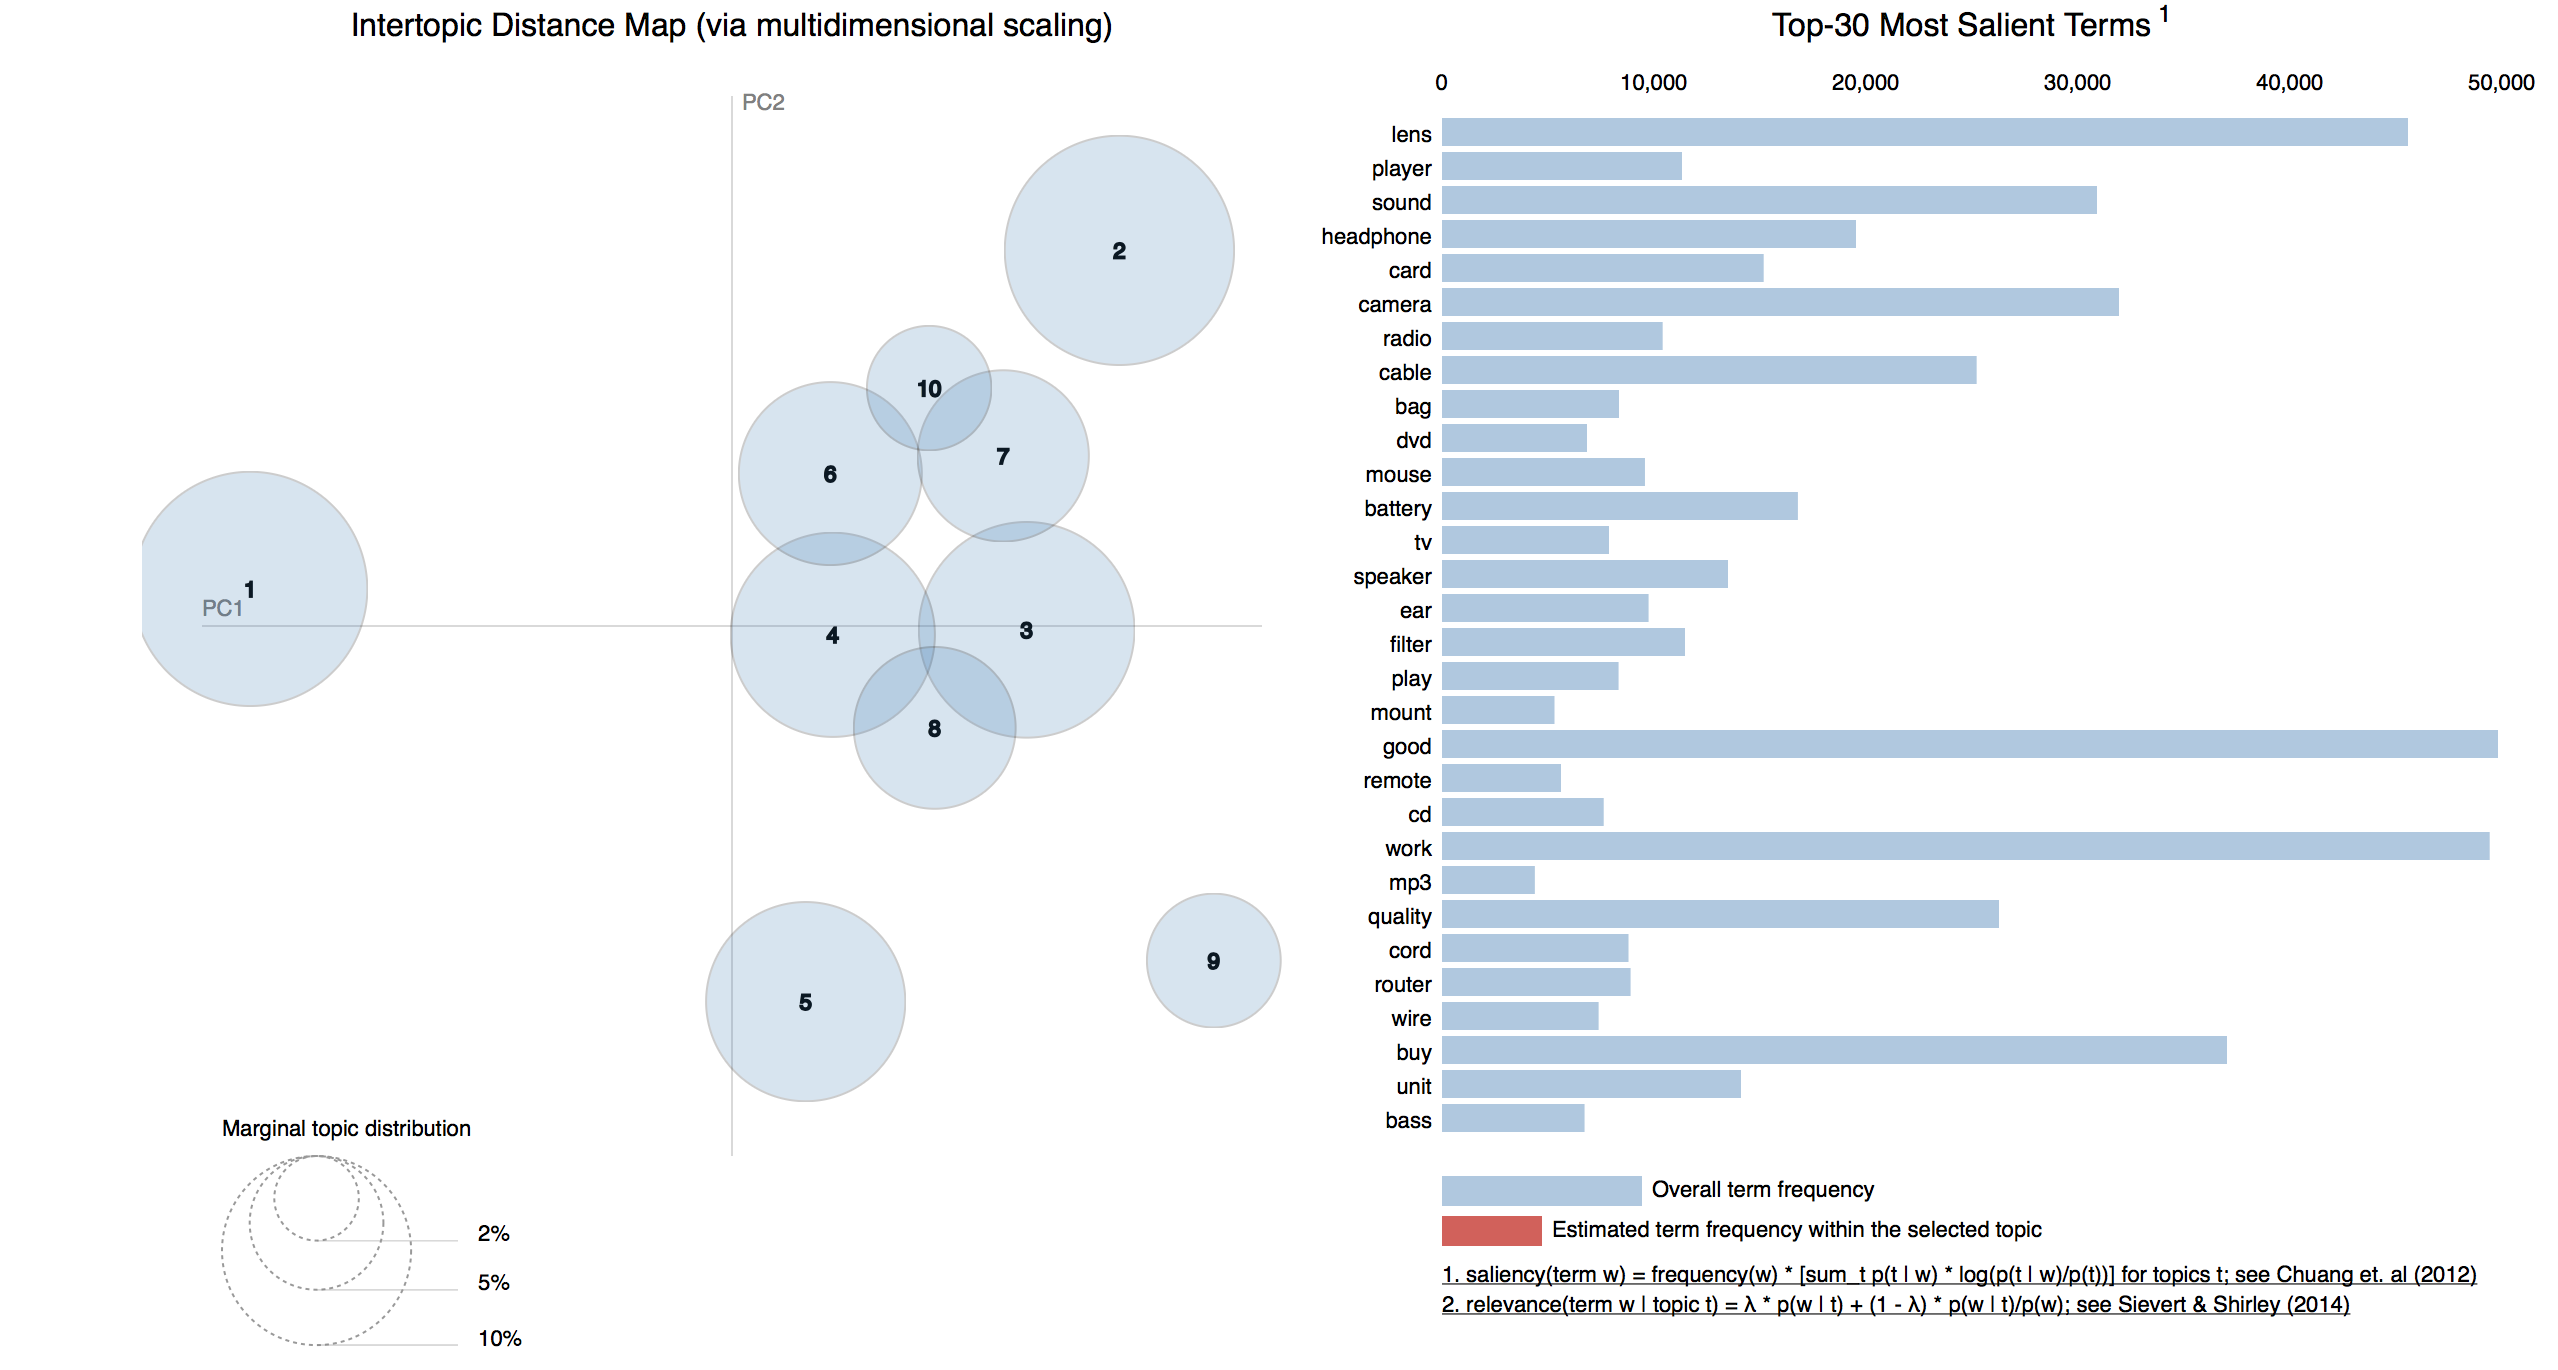 Intertopic Distance Map (via multidimensional scaling)
PC2
2
10
7
6
1
PC1
4
3
8
5
9
Marginal topic distribution
2%
5%
10%
Top-30 Most Salient Terms 1
0 10,000 20,000 30,000 40,000 50,000
lens
player
sound
headphone
card
camera
radio
cable
bag
dvd
mouse
battery
tv
speaker
ear
filter
play
mount
good
remote
cd
work
mp3
quality
cord
router
wire
buy
unit
bass
Overall term frequency
Estimated term frequency within the selected topic
1. saliency(term w) = frequency(w) * [sum_t p(t | w) * log(p(t | w)/p(t))] for topics t; see Chuang et. al (2012)
2. relevance(term w | topic t) = λ * p(w | t) + (1 - λ) * p(w | t)/p(w); see Sievert & Shirley (2014)